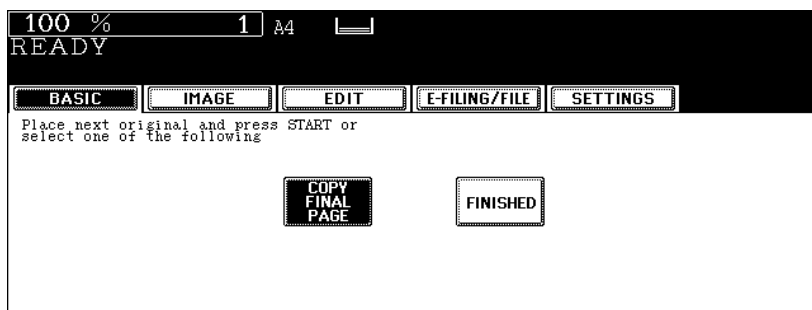 100 % 1 A4
READY
BASIC IMAGE EDIT E-FILING/FILE SETTINGS
Place next original and press START or
select one of the following
COPY
FINAL
PAGE
FINISHED